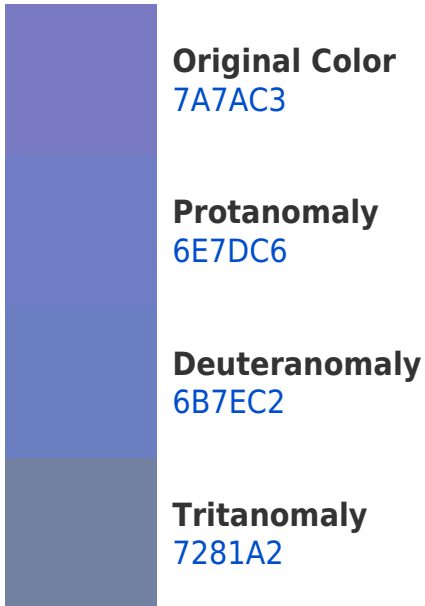 Original Color
7A7AC3
Protanomaly
6E7DC6
Deuteranomaly
6B7EC2
Tritanomaly
7281A2